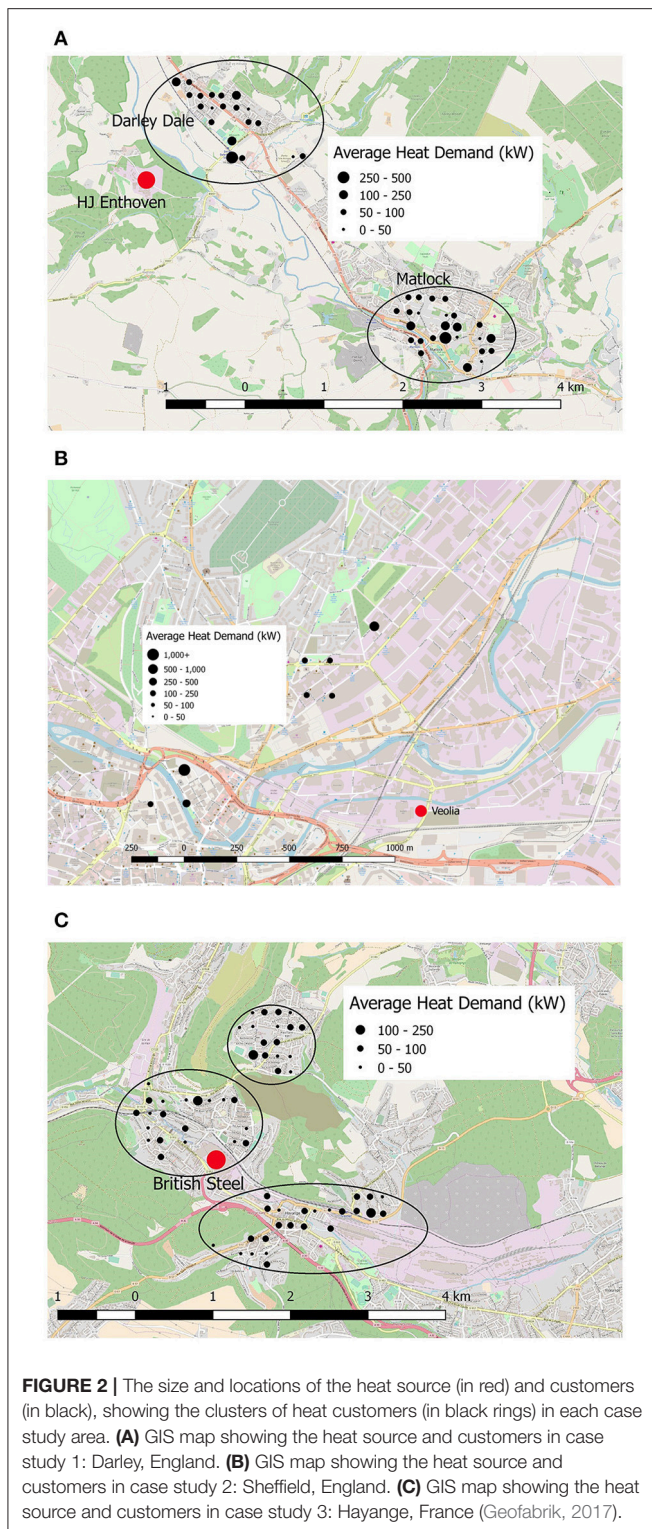 A
Darley Dale
HJ Enthoven
Average Heat Demand (kW)
250 - 500
100 - 250
50 - 100
0 - 50
Matlock
1 0 1 2 3 4 km
B
Average Heat Demand (kW)
1,000+
500 - 1,000
250 - 500
100 - 250
50 - 100
0 - 50
Veolia
250 0 250 500 750 1000 m
C
Average Heat Demand (kW)
100 - 250
50 - 100
0 - 50
British Steel
1 0 1 2 3 4 km
FIGURE 2 | The size and locations of the heat source (in red) and customers
(in black), showing the clusters of heat customers (in black rings) in each case
study area. (A) GIS map showing the heat source and customers in case
study 1: Darley, England. (B) GIS map showing the heat source and
customers in case study 2: Sheffield, England. (C) GIS map showing the heat
source and customers in case study 3: Hayange, France (Geofabrik, 2017).